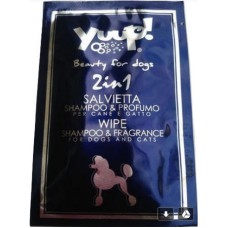 yuup!
Beauty for dogs
2in1
SALVIETTA
SHAMPOO & PROFUMO
PER CANE E GATTO
WIPE
SHAMPOO & FRAGRANCE
FOR DOGS AND CATS